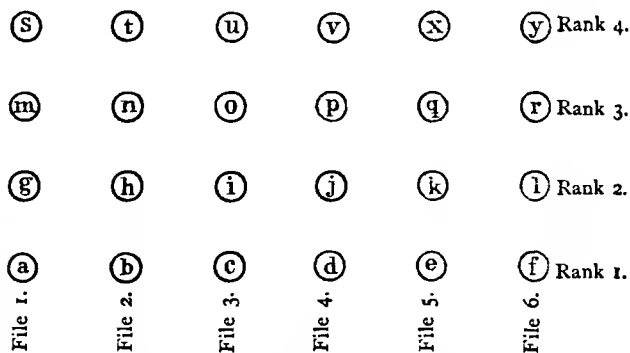 S t u v x y Rank 4.
m n o p q r Rank 3.
g h i j k l Rank 2.
a b c d e f Rank 1.
File 1. File 2. File 3. File 4. File 5. File 6.